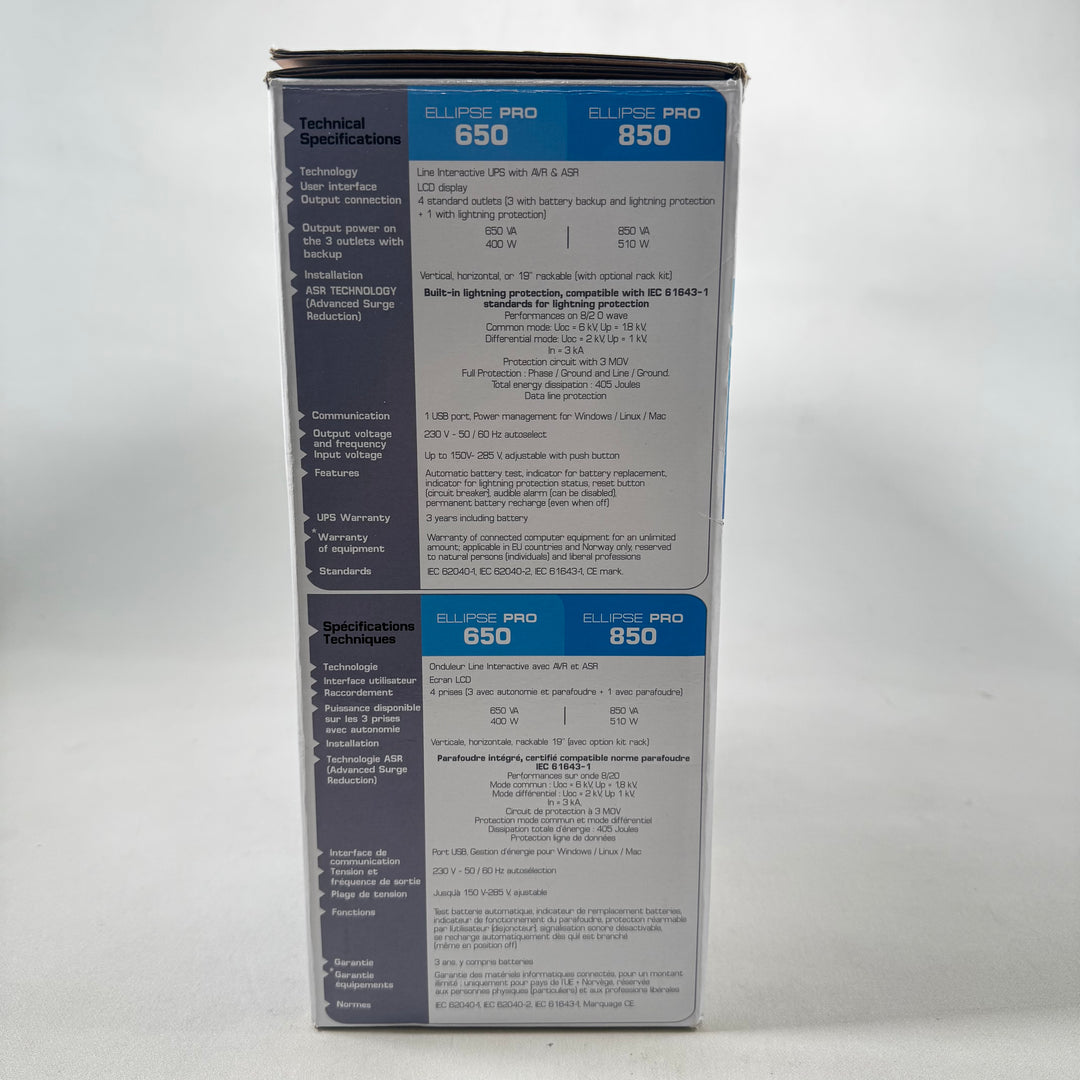 Technical
Specifications
ELLIPSE PRO
650
ELLIPSE PRO
850
Technology
Line Interactive UPS with AVR & ASR
User interface
LCD display
Output connection
4 standard outlets (3 with battery backup and lightning protection
+ 1 with lightning protection)
Output power on
the 3 outlets with
backup
650 VA
400 W
850 VA
510 W
Installation
Vertical, horizontal, or 19" rackable (with optional rack kit)
ASR TECHNOLOGY
(Advanced Surge
Reduction)
Built-in lightning protection, compatible with IEC 61643-1
standards for lightning protection
Performances on 8/2 0 wave
Common mode: Uoc = 6 kV, Up = 1.8 kV,
Differential mode: Uoc = 2 kV, Up = 1 kV,
In = 3 kA
Protection circuit with 3 MOV
Full Protection : Phase / Ground and Line / Ground.
Total energy dissipation : 405 Joules
Data line protection
Communication
1 USB port, Power management for Windows / Linux / Mac
Output voltage
and frequency
230 V - 50 / 60 Hz autoselect
Input voltage
Up to 150V- 285 V, adjustable with push button
Features
Automatic battery test, indicator for battery replacement,
indicator for lightning protection status, reset button
(circuit breaker), audible alarm (can be disabled),
permanent battery recharge (even when off)
UPS Warranty
3 years including battery
*Warranty
of equipment
Warranty of connected computer equipment for an unlimited
amount; applicable in EU countries and Norway only, reserved
to natural persons (individuals) and liberal professions
Standards
IEC 62040-1, IEC 62040-2, IEC 61643-1, CE mark.
Spécifications
Techniques
ELLIPSE PRO
650
ELLIPSE PRO
850
Technologie
Onduleur Line Interactive avec AVR et ASR
Interface utilisateur
Ecran LCD
Raccordement
4 prises (3 avec autonomie et parafoudre + 1 avec parafoudre)
Puissance disponible
sur les 3 prises
avec autonomie
650 VA
400 W
850 VA
510 W
Installation
Verticale, horizontale, rackable 19" (avec option kit rack)
Technologie ASR
(Advanced Surge
Reduction)
Parafoudre intégré, certifié compatible norme parafoudre
IEC 61643-1
Performances sur onde 8/20
Mode commun : Uoc = 6 kV, Up = 1,8 kV,
Mode différentiel : Uoc = 2 kV, Up 1 kV,
In = 3 kA,
Circuit de protection à 3 MOV
Protection mode commun et mode différentiel
Dissipation totale d'énergie : 405 Joules
Protection ligne de données
Interface de
communication
Port USB, Gestion d'énergie pour Windows / Linux / Mac
Tension et
fréquence de sortie
230 V - 50 / 60 Hz autosélection
Plage de tension
Jusqu'à 150 V-285 V, ajustable
Fonctions
Test batterie automatique, indicateur de remplacement batteries,
indicateur de fonctionnement du parafoudre, protection réarmable
par l'utilisateur (disjoncteur), signalisation sonore désactivable,
se recharge automatiquement dès qu'il est branché
(même en position off)
Garantie
3 ans, y compris batteries
*Garantie
équipements
Garantie des matériels informatiques connectés, pour un montant
illimité ; uniquement pour pays de l'UE + Norvège, réservée
aux personnes physiques (particuliers) et aux professions libérales
Normes
IEC 62040-1, IEC 62040-2, IEC 61643-1, Marquage CE.